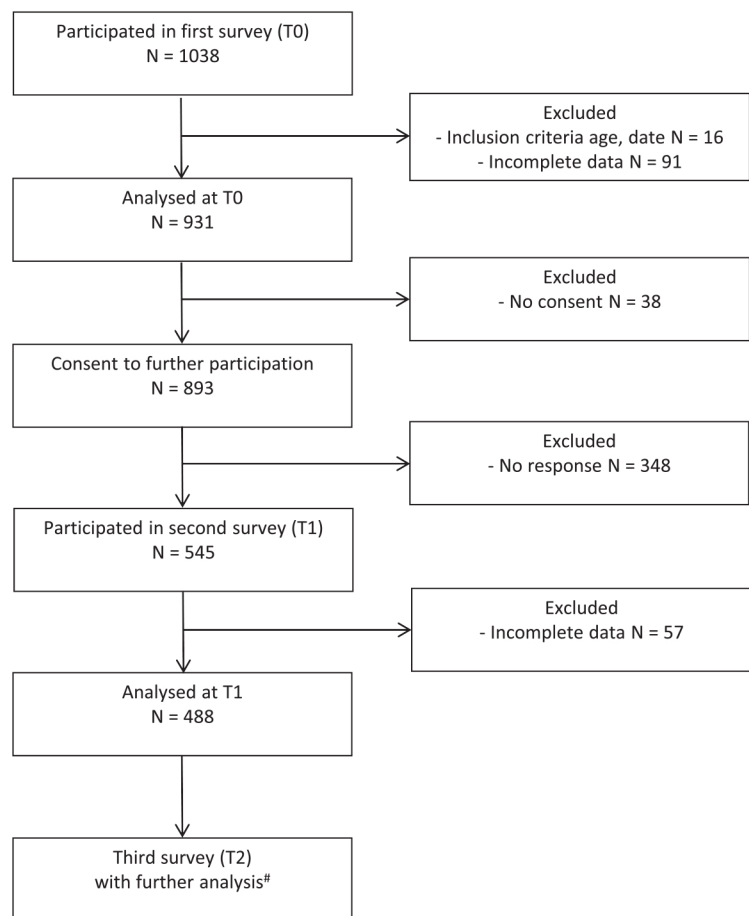 Participated in first survey (T0)
N = 1038
Excluded
- Inclusion criteria age, date N = 16
- Incomplete data N = 91
Analysed at T0
N = 931
Excluded
- No consent N = 38
Consent to further participation
N = 893
Excluded
- No response N = 348
Participated in second survey (T1)
N = 545
Excluded
- Incomplete data N = 57
Analysed at T1
N = 488
Third survey (T2)
with further analysis#